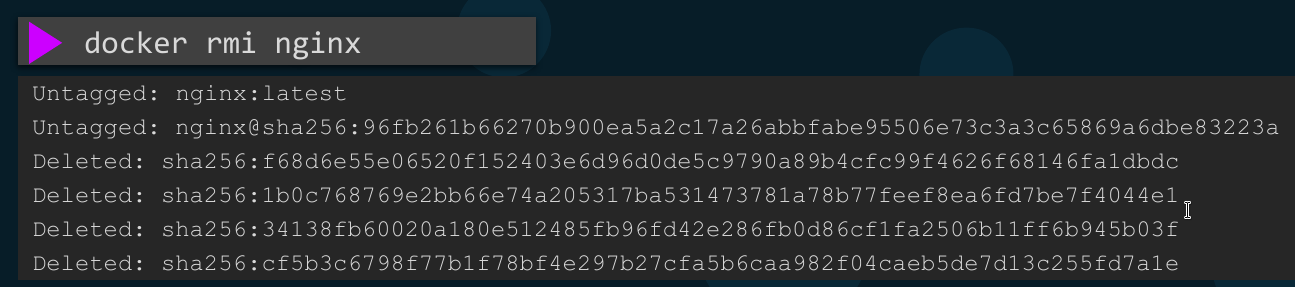 docker rmi nginx
Untagged: nginx:latest
Untagged: nginx@sha256:96fb261b66270b900ea5a2c17a26abbfabe95506e73c3a3c65869a6dbe83223a
Deleted: sha256:f68d6e55e06520f152403e6d96d0de5c9790a89b4cfc99f4626f68146fa1dbdc
Deleted: sha256:1b0c768769e2bb66e74a205317ba531473781a78b77feef8ea6fd7be7f4044e1
Deleted: sha256:34138fb60020a180e512485fb96fd42e286fb0d86cf1fa2506b11ff6b945b03f
Deleted: sha256:cf5b3c6798f77b1f78bf4e297b27cfa5b6caa982f04caeb5de7d13c255fd7a1e